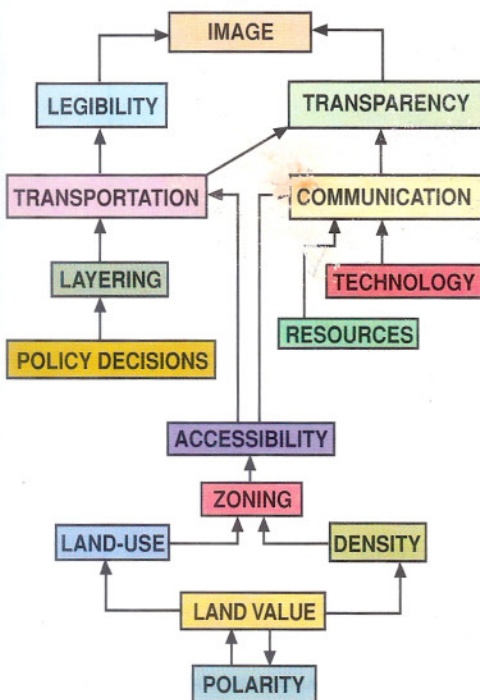 IMAGE
LEGIBILITY
TRANSPARENCY
TRANSPORTATION
COMMUNICATION
LAYERING
TECHNOLOGY
RESOURCES
POLICY DECISIONS
ACCESSIBILITY
ZONING
LAND-USE
DENSITY
LAND VALUE
POLARITY